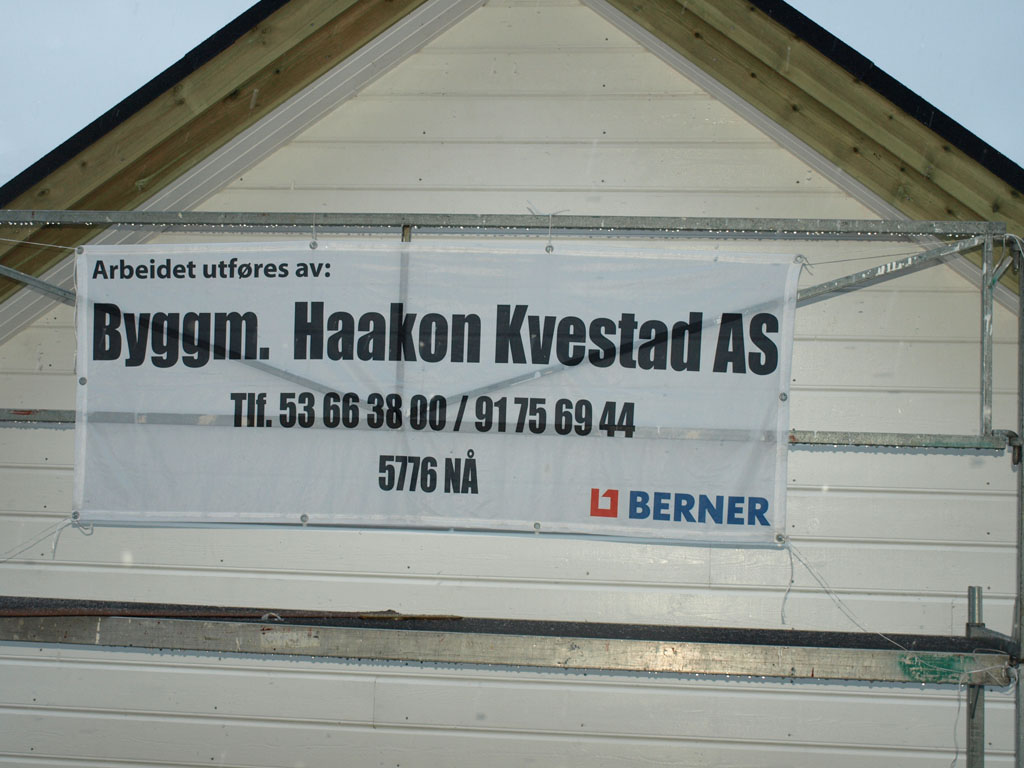 Arbeidet utføres av:
Byggm. Haakon Kvestad AS
Tlf. 53 66 38 00 / 91 75 69 44
5776 NÅ
BERNER